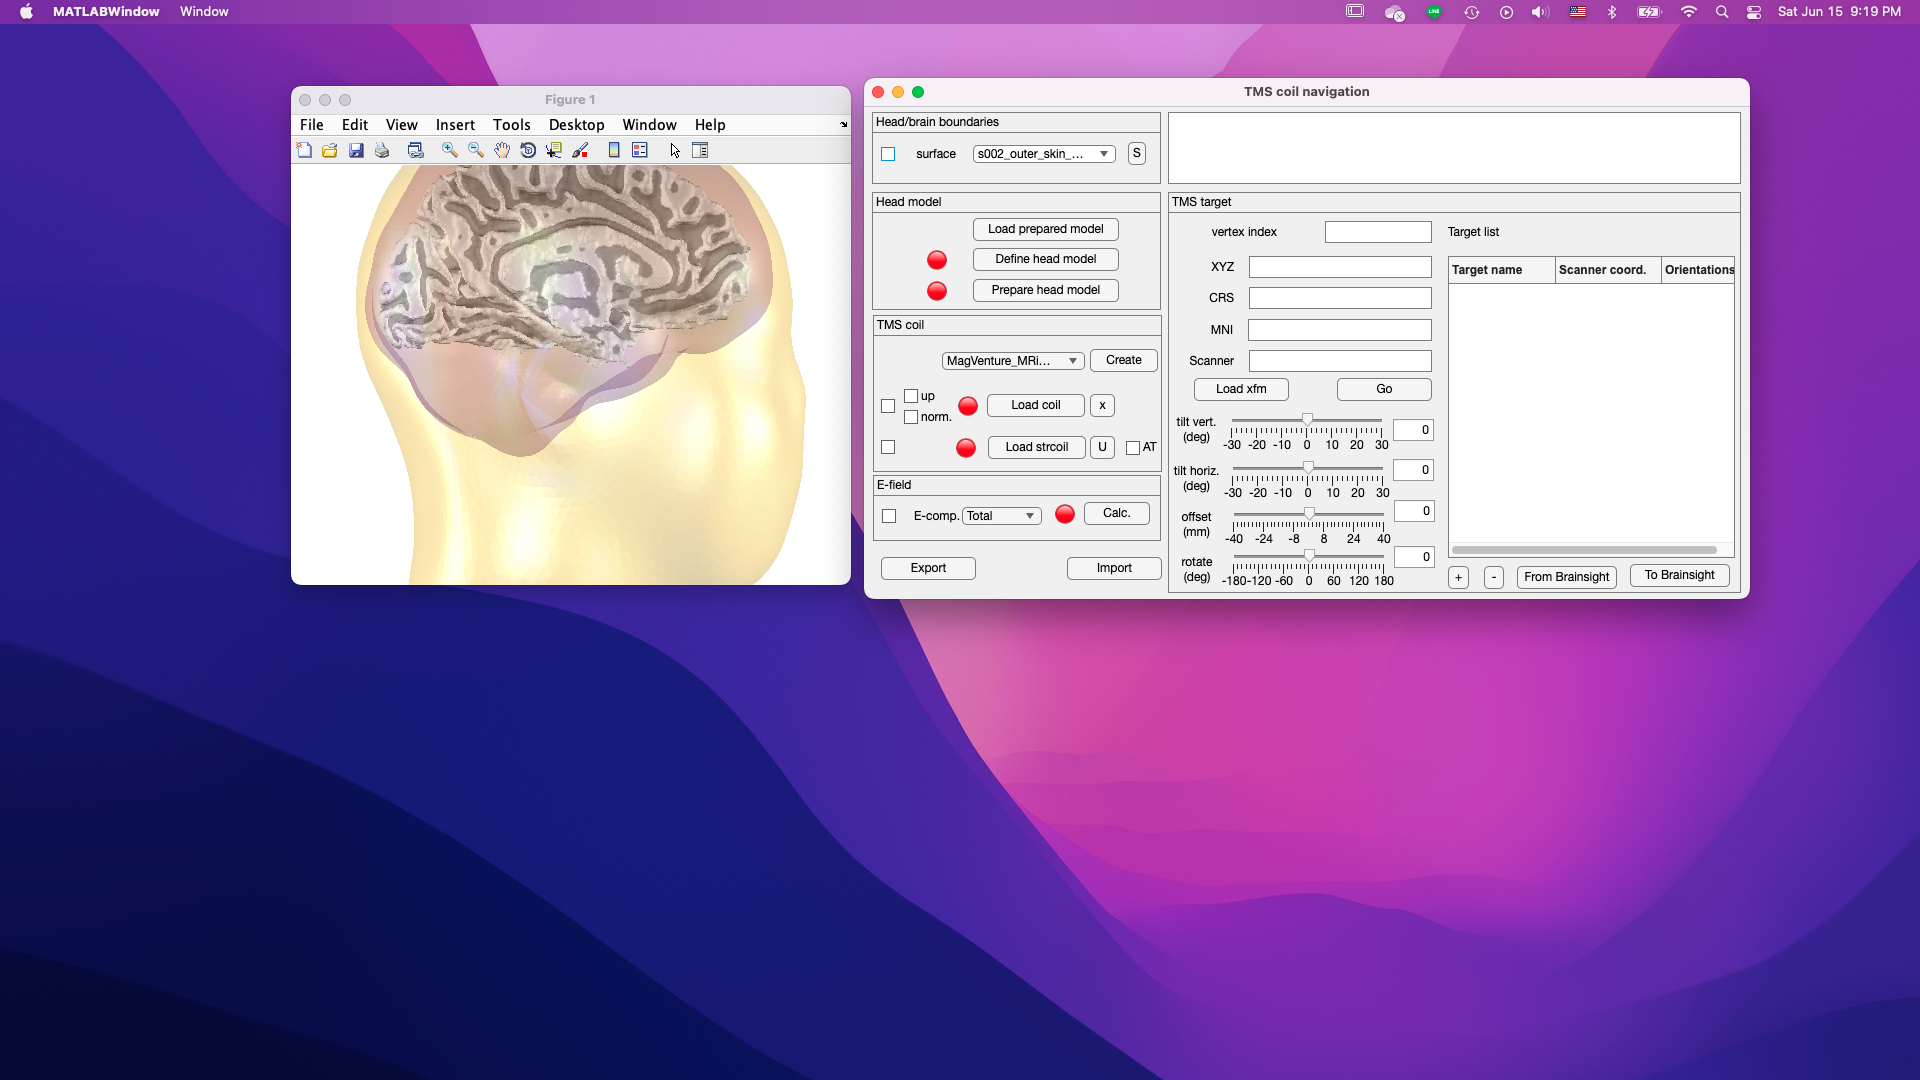 MATLABWindow Window
LINE
Sat Jun 15 9:19 PM
Figure 1
File Edit View Insert Tools Desktop Window Help
TMS coil navigation
Head/brain boundaries
surface s002_outer_skin_... S
Head model
Load prepared model
Define head model
Prepare head model
TMS coil
MagVenture_MRi... Create
up
norm.
Load coil x
Load strcoil U AT
E-field
E-comp. Total Calc.
Export Import
TMS target
vertex index
XYZ
CRS
MNI
Scanner
Load xfm Go
tilt vert.
(deg)
-30 -20 -10 0 10 20 30
0
tilt horiz.
(deg)
-30 -20 -10 0 10 20 30
0
offset
(mm)
-40 -24 -8 8 24 40
0
rotate
(deg)
-180 -120 -60 0 60 120 180
0
Target list
Target name Scanner coord. Orientations
+ - From Brainsight To Brainsight